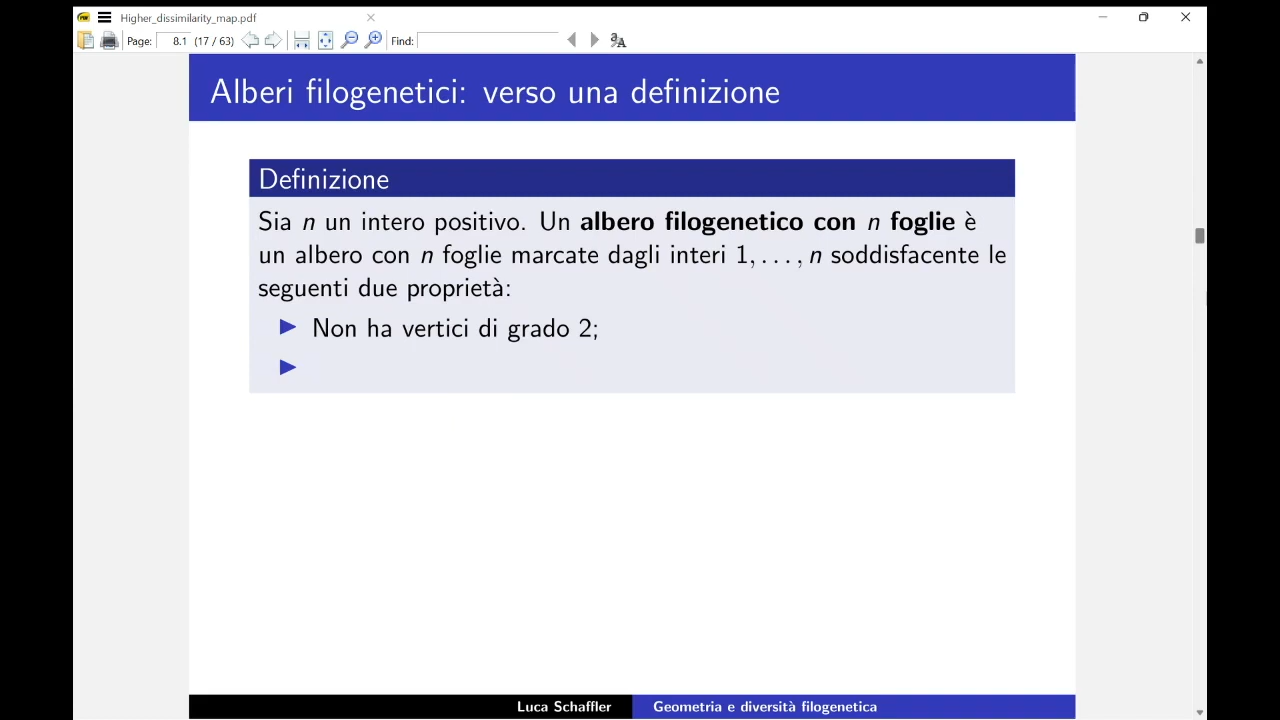 Higher_dissimilarity_map.pdf
Page: 8.1 (17 / 63) Find:
Alberi filogenetici: verso una definizione
Definizione
Sia n un intero positivo. Un albero filogenetico con n foglie è
un albero con n foglie marcate dagli interi 1, . . . , n soddisfacente le
seguenti due proprietà:
▶ Non ha vertici di grado 2;
▶
Luca Schaffler Geometria e diversità filogenetica